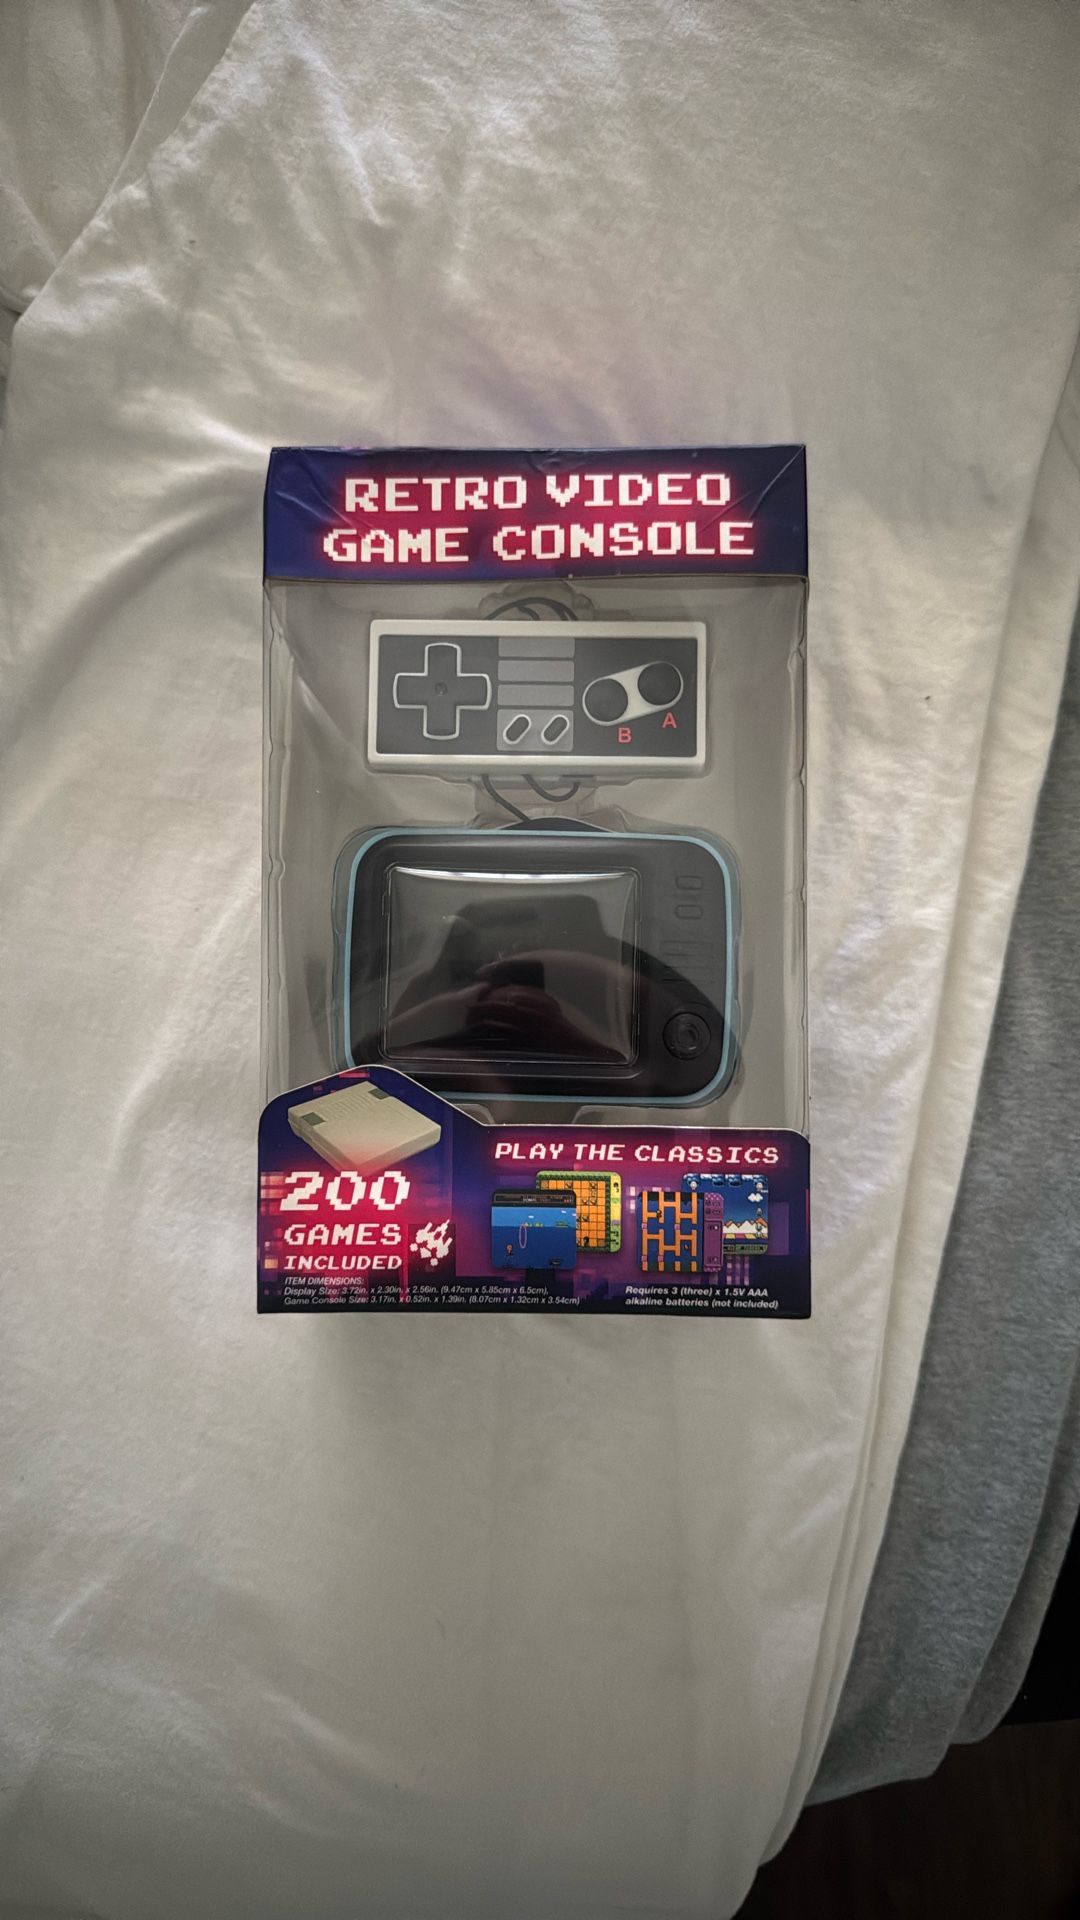 RETRO VIDEO
GAME CONSOLE
B
A
PLAY THE CLASSICS
200
GAMES
INCLUDED
ITEM DIMENSIONS:
Display Size: 3.72in. x 2.30in. x 2.56in. (9.47cm x 5.85cm x 6.5cm),
Game Console Size: 3.17in. x 0.52in. x 1.39in. (8.07cm x 1.32cm x 3.54cm)
Requires 3 (three) x 1.5V AAA
alkaline batteries (not included)